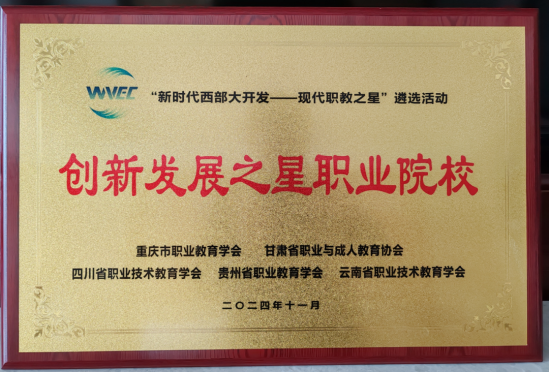 WVEC
“新时代西部大开发——现代职教之星”遴选活动
创新发展之星职业院校
重庆市职业教育学会 甘肃省职业与成人教育协会
四川省职业技术教育学会 贵州省职业教育学会 云南省职业技术教育学会
二〇二四年十一月